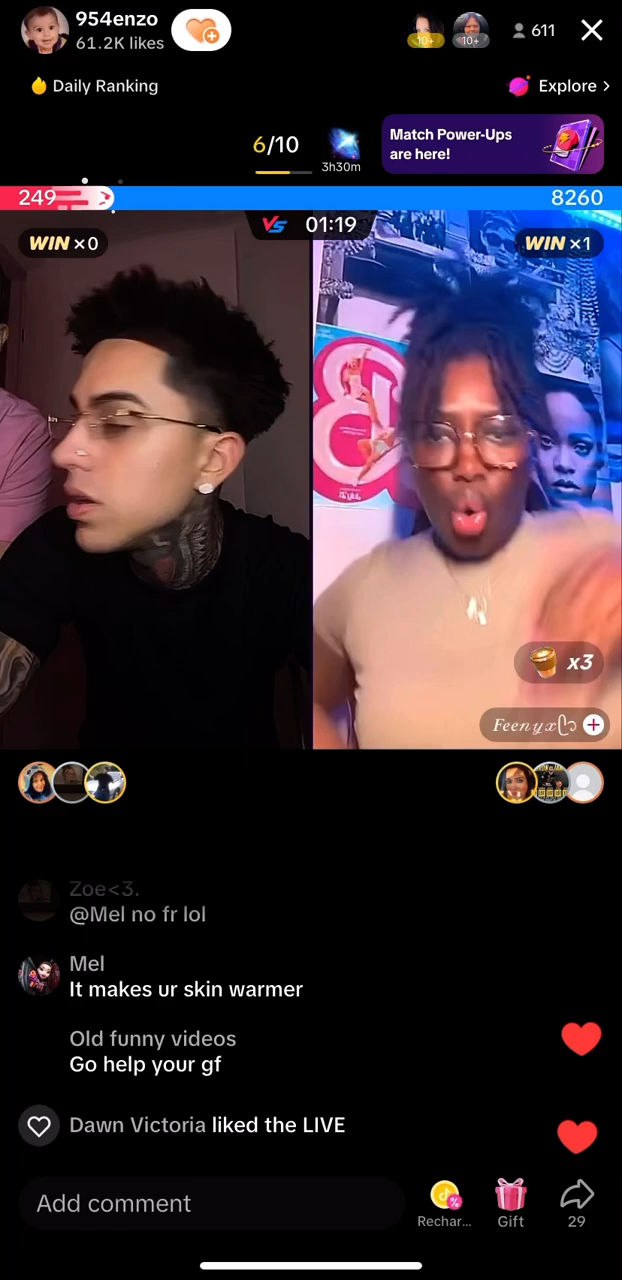 954enzo
61.2K likes
10+
10+
611
Daily Ranking
Explore >
6/10
3h30m
Match Power-Ups
are here!
249
8260
VS 01:19
WIN ×0
WIN ×1
x3
Feenyx
Zoe<3.
@Mel no fr lol
Mel
It makes ur skin warmer
Old funny videos
Go help your gf
Dawn Victoria liked the LIVE
Add comment
Rechar...
Gift
29